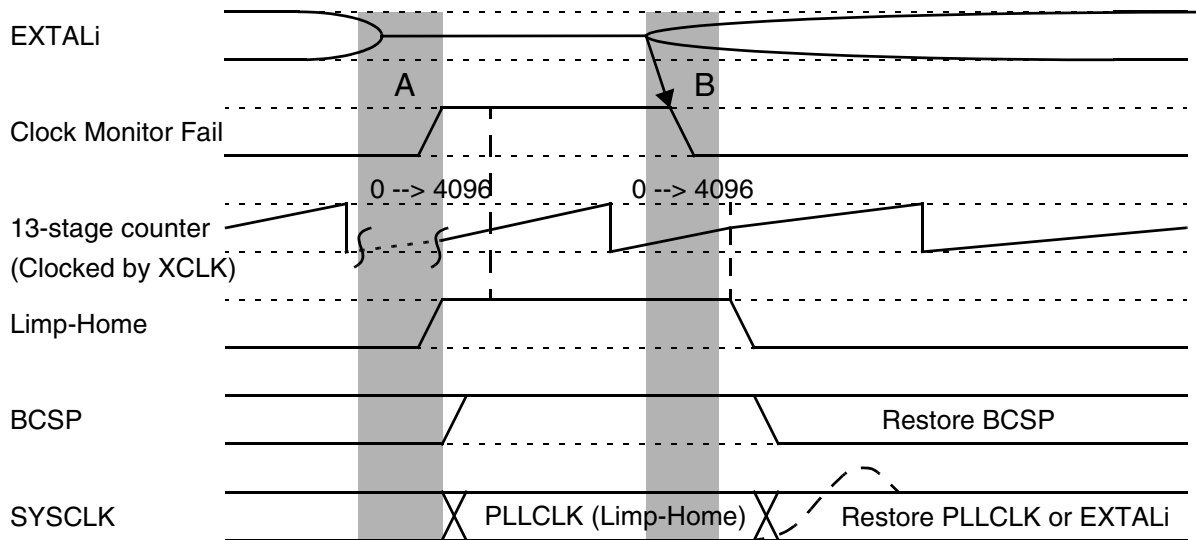 EXTALi
A
B
Clock Monitor Fail
0 --> 4096
0 --> 4096
13-stage counter
(Clocked by XCLK)
Limp-Home
BCSP
Restore BCSP
SYSCLK
PLLCLK (Limp-Home)
Restore PLLCLK or EXTALi